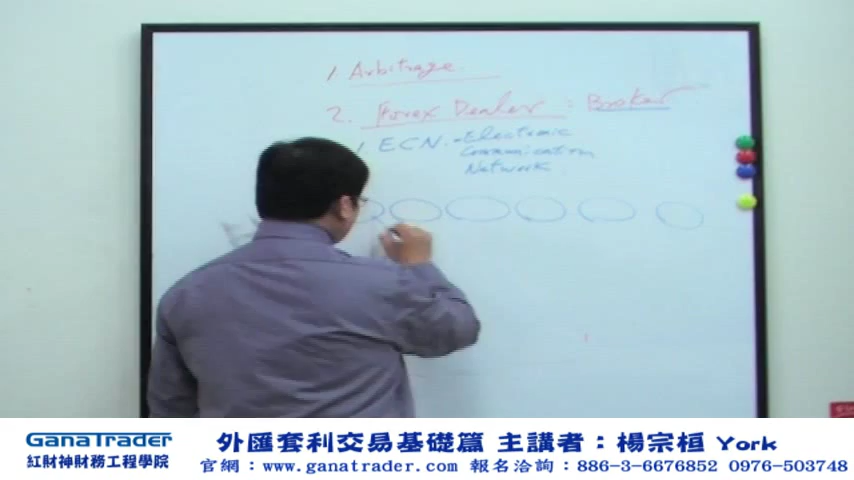 1. Arbitrage
2. Forex Dealer : Broker
1. ECN - Electronic
Communication
Network
GanaTrader
紅財神財務工程學院
外匯套利交易基礎篇 主講者：楊宗桓 York
官網：www.ganatrader.com 報名洽詢：886-3-6676852 0976-503748